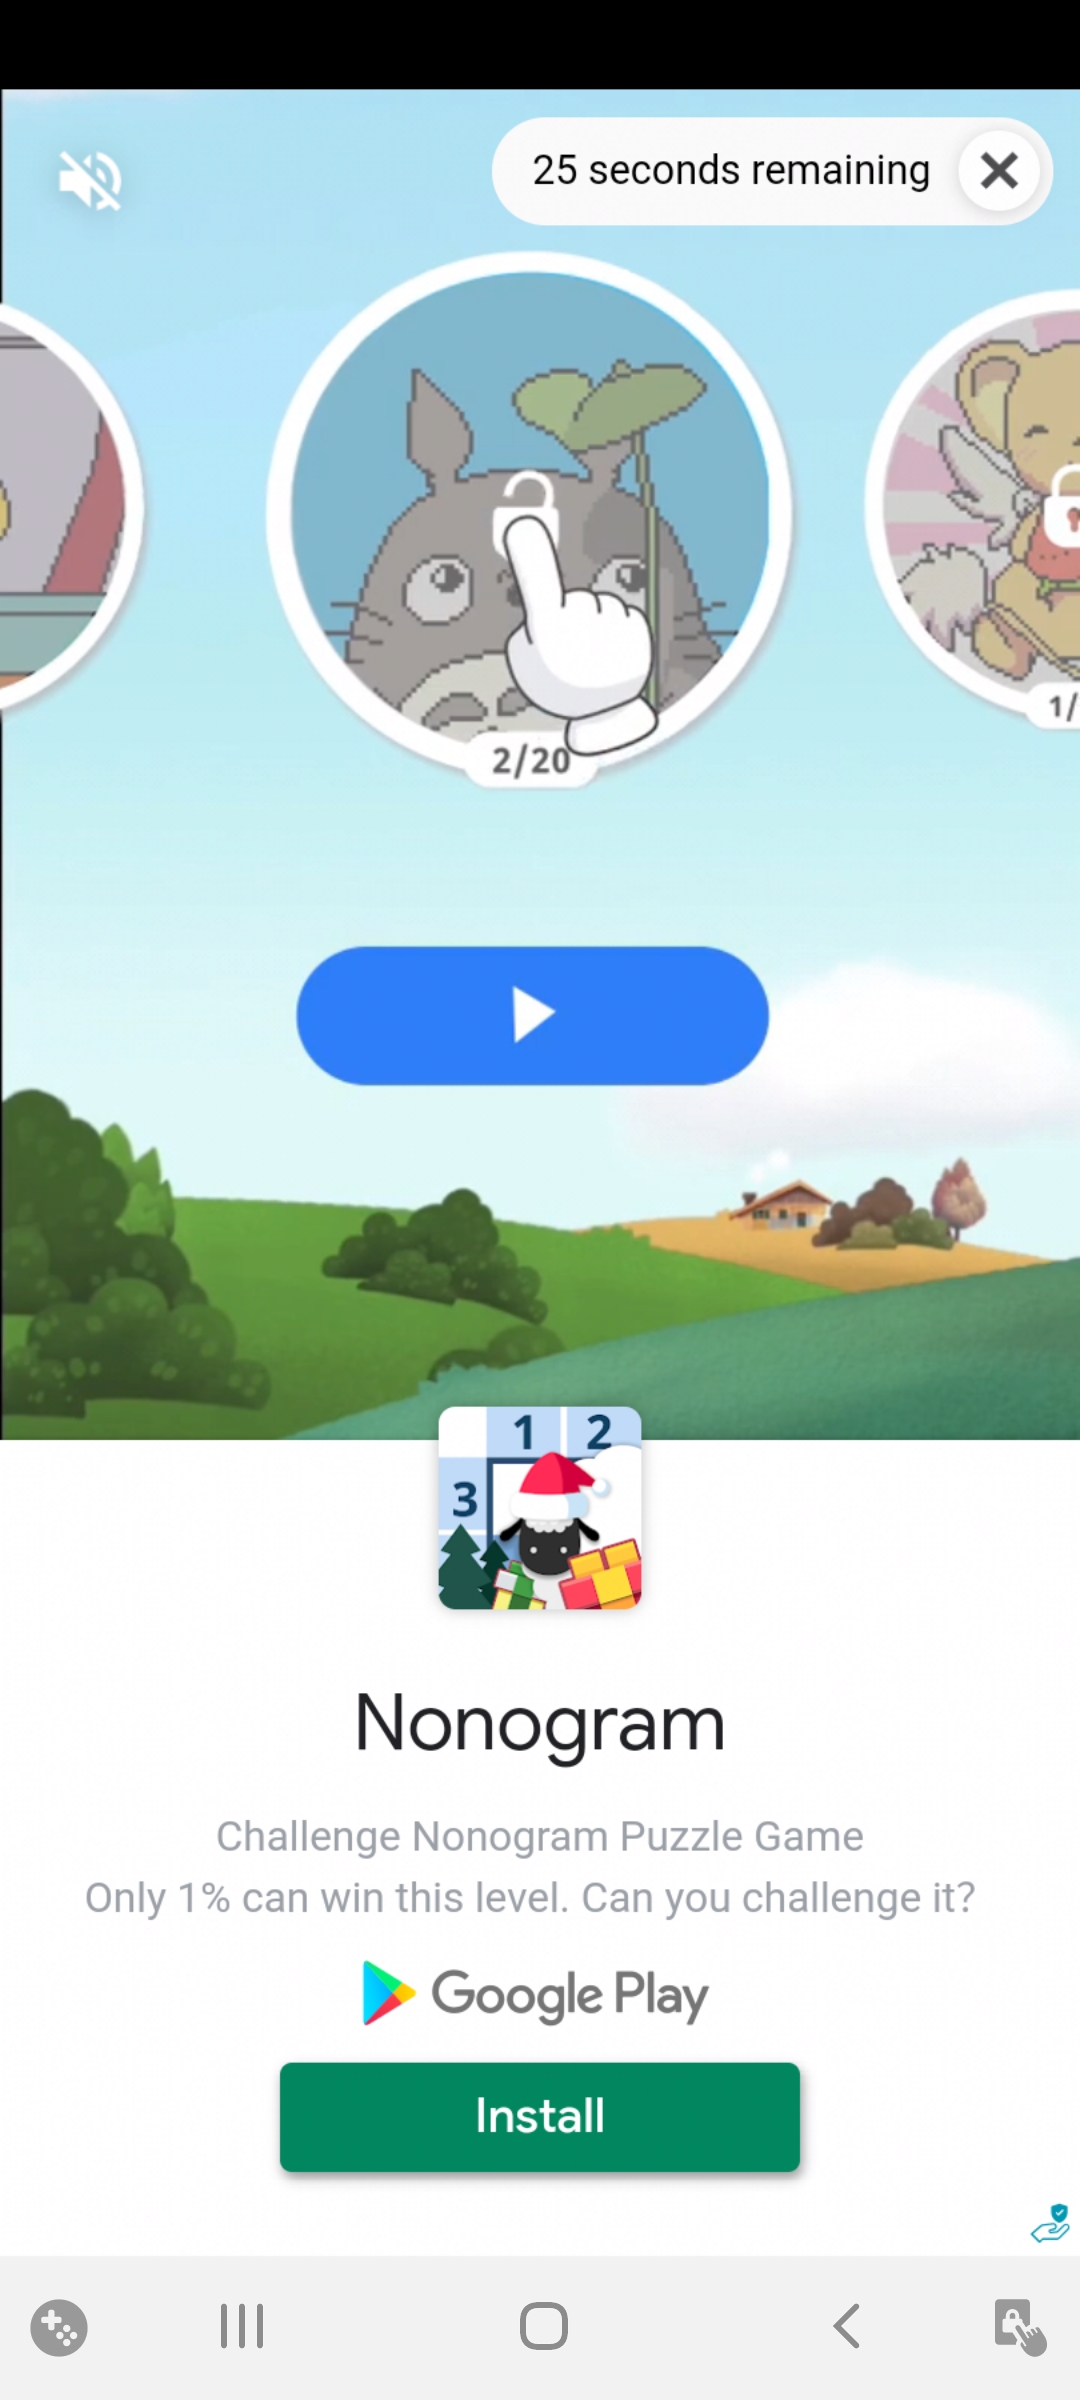 25 seconds remaining
2/20
1/
1 2
3
Nonogram
Challenge Nonogram Puzzle Game
Only 1% can win this level. Can you challenge it?
Google Play
Install